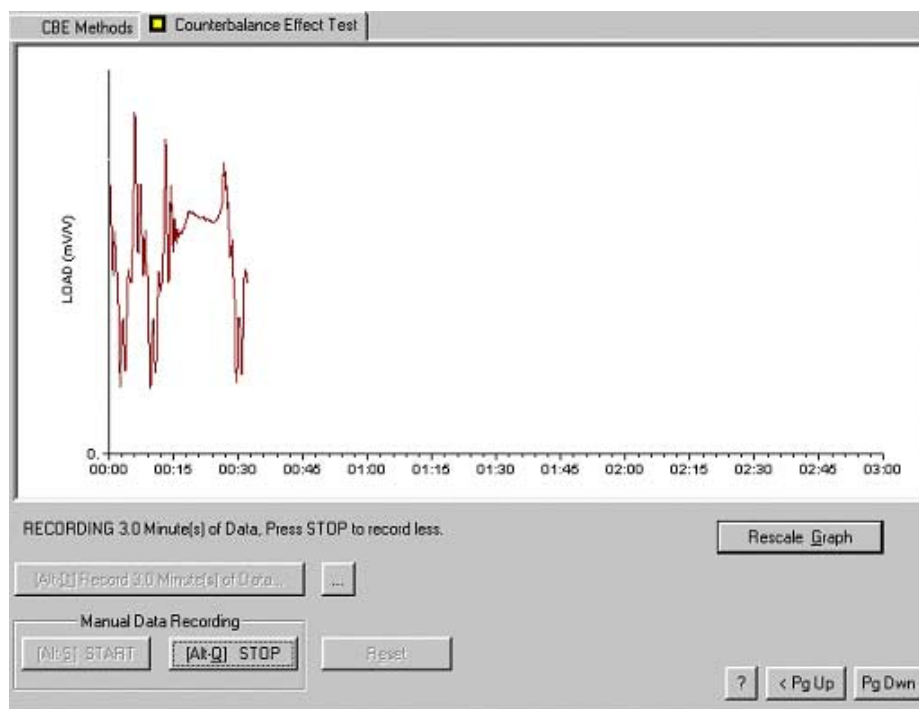 CBE Methods
Counterbalance Effect Test
LOAD (mV/V)
0.
00:00 00:15 00:30 00:45 01:00 01:15 01:30 01:45 02:00 02:15 02:30 02:45 03:00
RECORDING 3.0 Minute(s) of Data, Press STOP to record less.
Rescale Graph
[Alt-D] Record 3.0 Minute(s) of Data...
...
Manual Data Recording
[Alt-S] START
[Alt-Q] STOP
Reset
?
< Pg Up
Pg Dwn